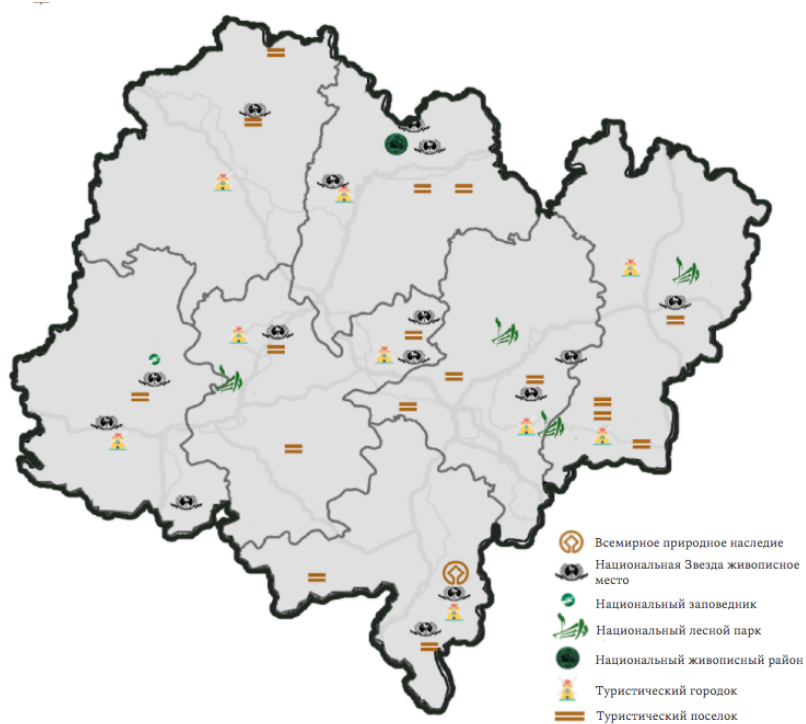 Всемирное природное наследие
Национальная Звезда живописное
место
Национальный заповедник
Национальный лесной парк
Национальный живописный район
Туристический городок
Туристический поселок